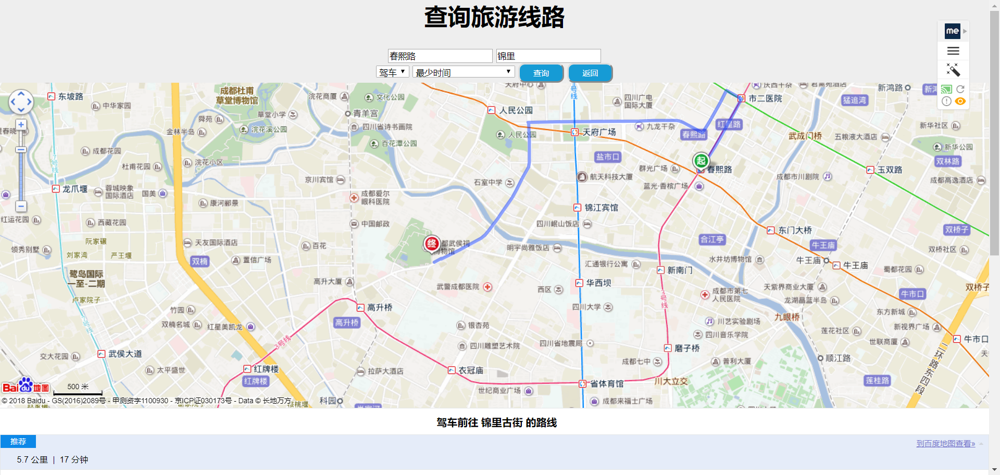 查询旅游线路
春熙路 锦里
驾车 最少时间 查询 返回
me
东坡路
中华家园
成都杜甫
草堂博物馆
浣花商厦
文化公园
草堂小学
青羊宫
舜苑
金林半岛
浣花溪公园
四川省诗书画院
百花潭公园
人民公园
人民公园
四川广电
国际大厦
天府广场
九龙干杂
春熙路
红星路
市二医院
猛追湾
新鸿路
武成门桥
五粮液大酒店
新华社区
新华公园
双林路
成都花园
杜甫花园
浣花小区
7号线
盐市口
群光广场
春熙路
起
航天科技大厦
蓝光·香槟广场
成都市川剧院
玉双路
成都高逸酒店
龙爪堰
蓉城映象
国际酒店
国美
京川宾馆
石室中学
成都爱尔
眼科医院
康河郦景
锦江宾馆
红运花园
西藏花园
中国邮政
四川岷山饭店
东门大桥
双桥子
合江亭
牛王庙
阮家碾
天友国际酒店
百花
终
都武侯祠
博物馆
明宇尚雅饭店
领秀别墅
刘家湾
严王堰
双楠
置信广场
水井坊博物馆
牛王庙
牛王庙
双桥社区
汇通银行公寓
新南门
蜀都花园
鹭岛国际
一至-二期
高升大厦
武警成都医院
西区
华西坝
成都市第七
人民医院
天紫界商业大厦
龙湖晶蓝半岛
牛市口
双桥子
卢家院子
竹园
高升桥
四川大学
3号线
九眼桥
东方新城
双楠名城
红星美凯龙
高升桥
银杏苑
川艺实验剧场
四川音乐学院
莲花社区
新视界广场
7号线
3号线
四川雕塑艺术院
四川省地震局
世联商厦
牛市口
武侯大道
交大花园
磨子桥
成都七中
普利大厦
顺江路
太平盛世
红牌楼
红牌楼
拉萨大酒店
衣冠庙
世纪商业广场
省体育馆
川大立交
莲桂路
二环路东四段
Bai du 地图
500 米
科园
成都来福士广场
© 2018 Baidu - GS(2016)2089号 - 甲测资字1100930 - 京ICP证030173号 - Data © 长地万方
驾车前往 锦里古街 的路线
推荐
到百度地图查看»
5.7 公里 | 17 分钟